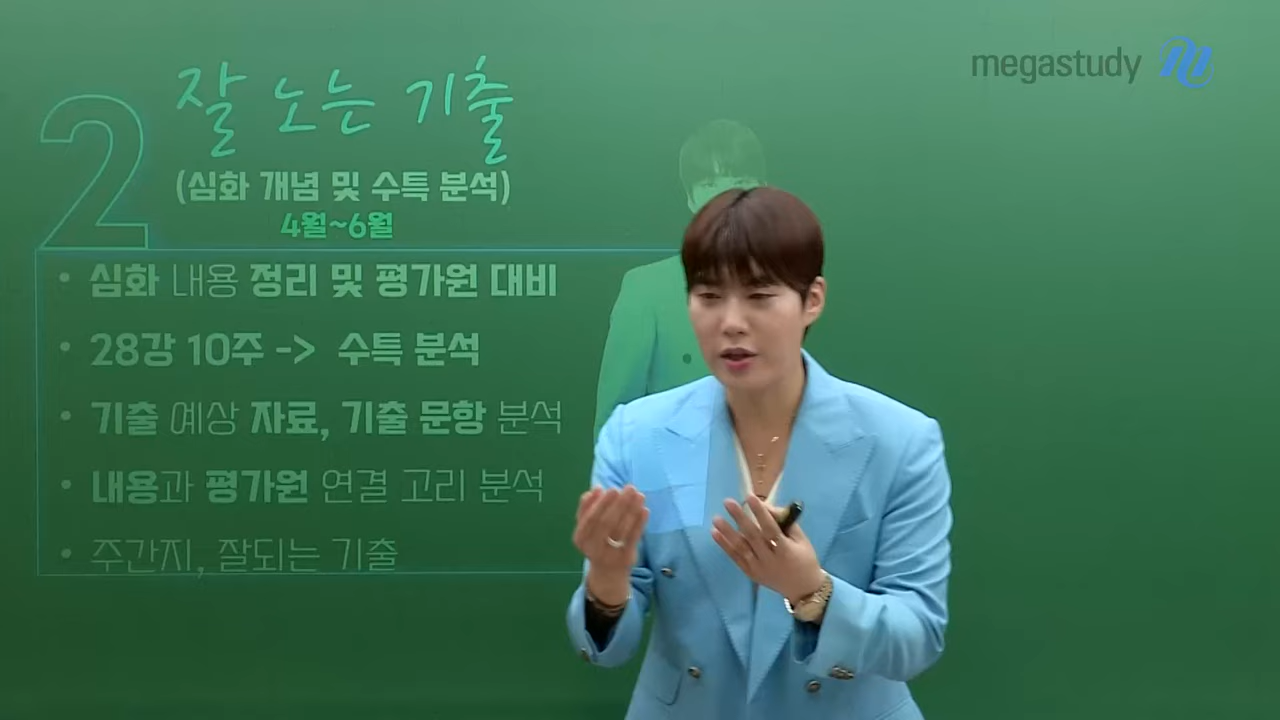 megastudy
2
잘 노는 기출
(심화 개념 및 수특 분석)
4월~6월
• 심화 내용 정리 및 평가원 대비
• 28강 10주 -> 수특 분석
• 기출 예상 자료, 기출 문항 분석
• 내용과 평가원 연결 고리 분석
• 주간지, 잘되는 기출